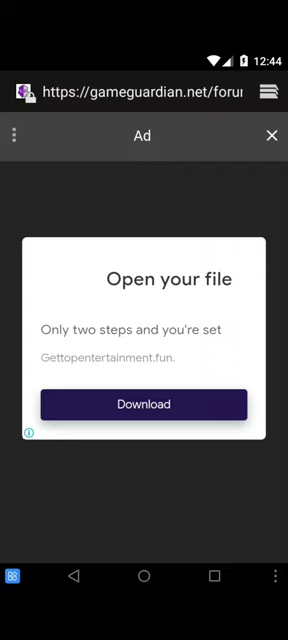 12:44
https://gameguardian.net/forur
Ad
Open your file
Only two steps and you're set
Gettopentertainment.fun.
Download